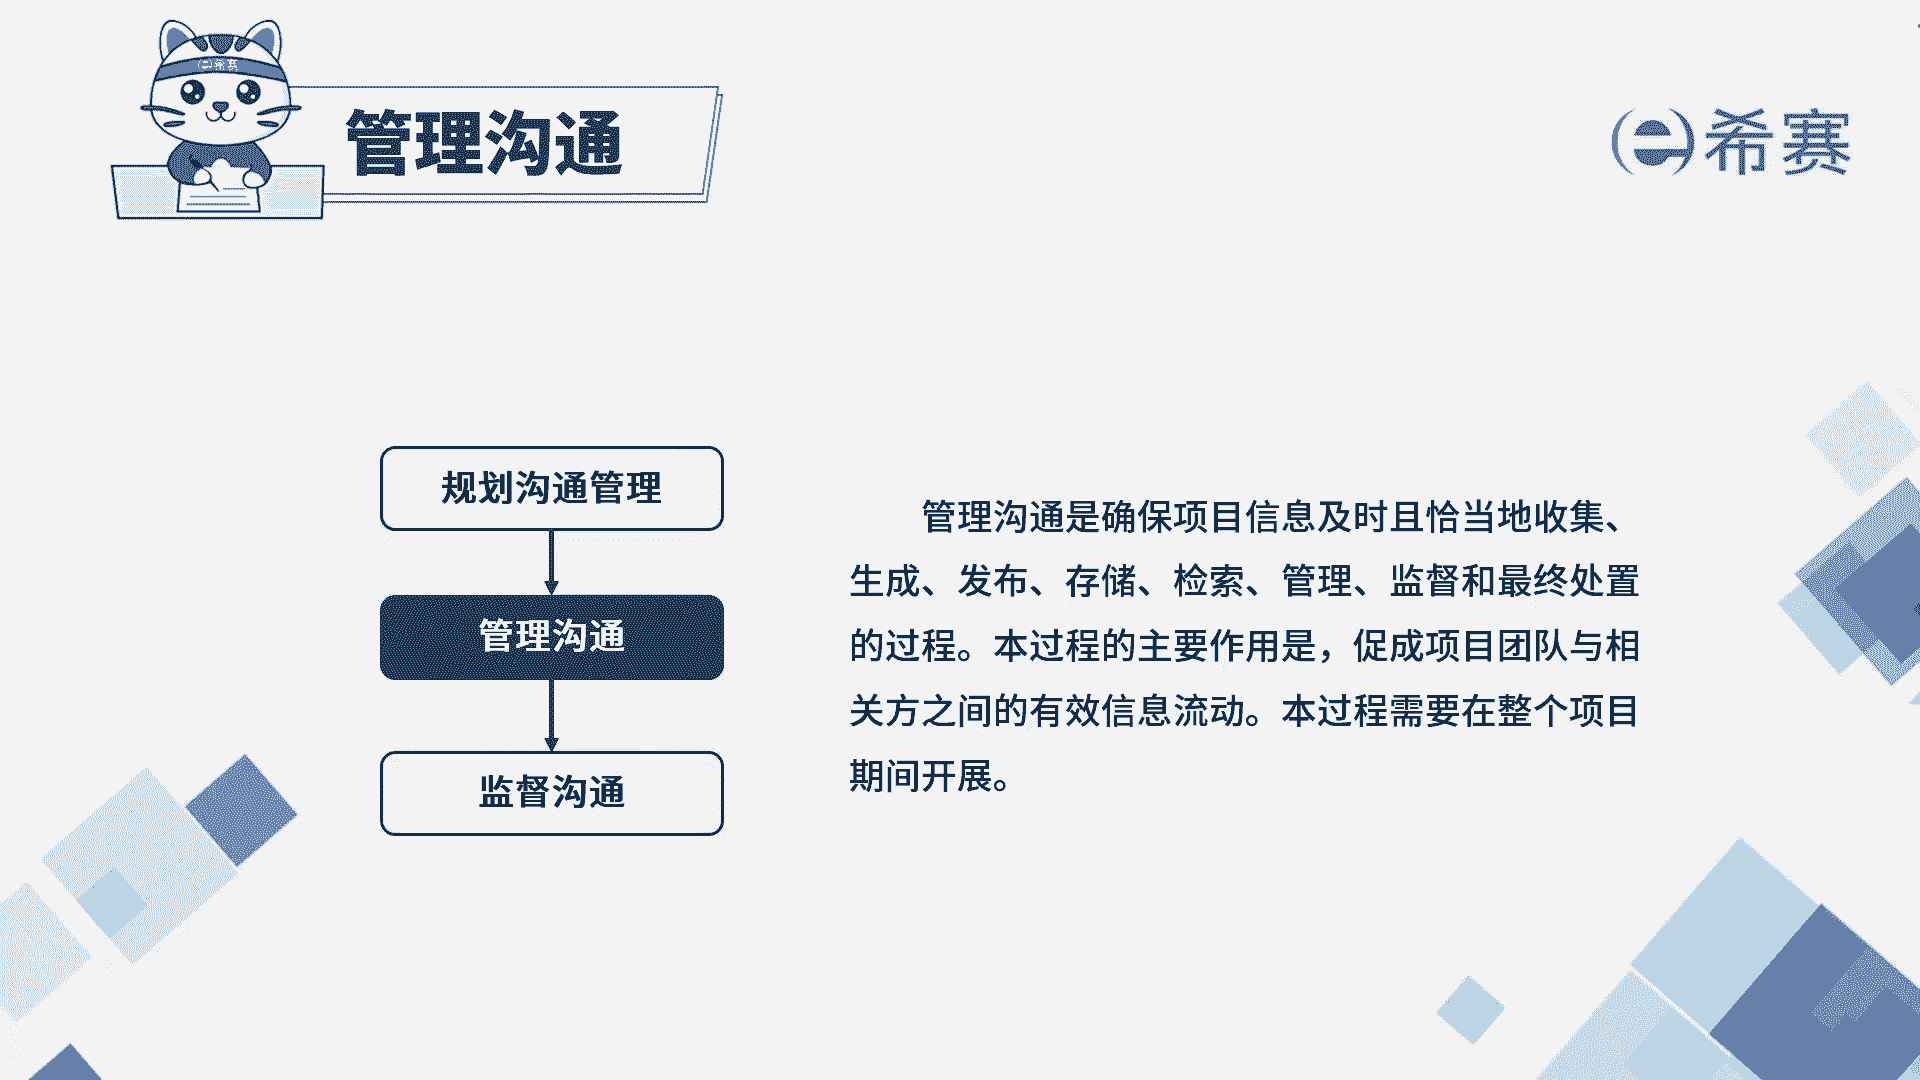 希赛
管理沟通
希赛
规划沟通管理
管理沟通
监督沟通
管理沟通是确保项目信息及时且恰当地收集、
生成、发布、存储、检索、管理、监督和最终处置
的过程。本过程的主要作用是，促成项目团队与相
关方之间的有效信息流动。本过程需要在整个项目
期间开展。